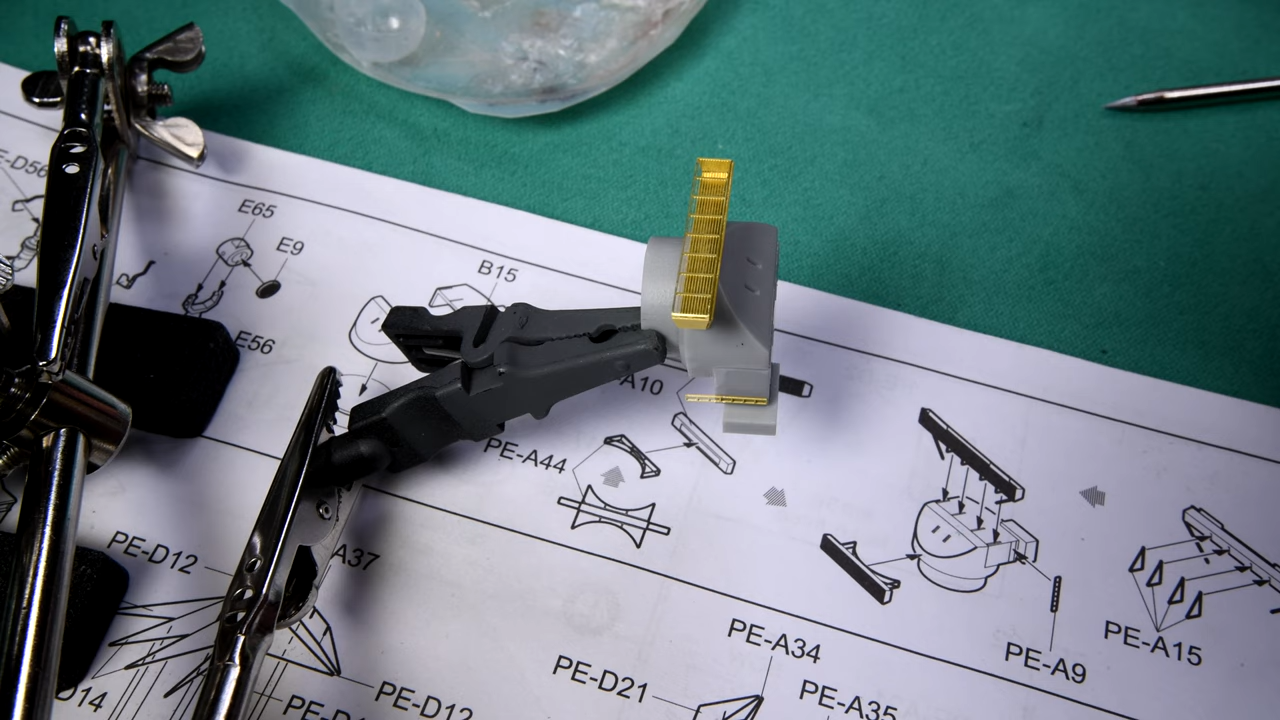 E65
E9
B15
E56
A10
PE-A44
PE-D12
A37
PE-A34
PE-A9
PE-A15
PE-D21
PE-A35
PE-D12
D14